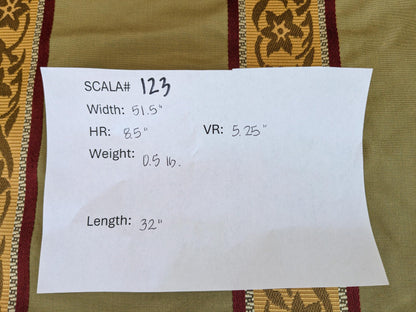 SCALA# 123
Width: 51.5"
HR: 8.5" VR: 5.25"
Weight: 0.5 lb.
Length: 32"